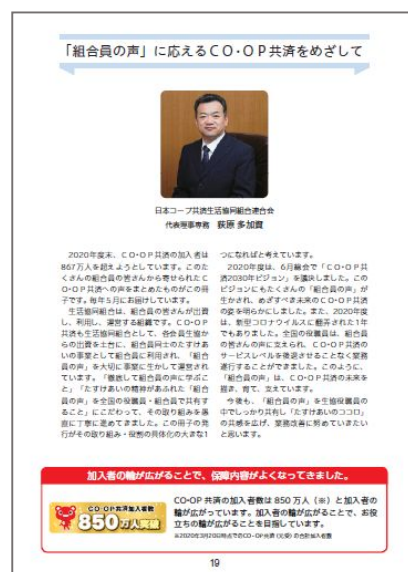 「組合員の声」に応えるCO・OP共済をめざして
日本コープ共済生活協同組合連合会
代表理事専務 荻原 多加資
2020年度末、CO・OP共済の加入者は
867万人を超えようとしています。このた
くさんの組合員の皆さんから寄せられたC
O・OP共済への声をまとめたものがこの冊
子です。毎年5月にお届けしています。
生活協同組合は、組合員の皆さんが出資
し、利用し、運営する組織です。CO・OP
共済も生活協同組合として、各会員生協か
らの出資を土台に、組合員同士のたすけあ
いの事業として組合員に利用され、「組合
員の声」を大切に事業に生かして運営され
ています。「徹底して組合員の声に学ぶこ
と」「たすけあいの精神があふれた「組合
員の声」を全国の役職員・組合員で共有す
ること」にこだわって、その取り組みを愚
直に丁寧に進めてきました。この冊子の発
行がその取り組み・役割の具体化の大きな1
つになればと考えています。
2020年度は、6月総会で「CO・OP共
済2030年ビジョン」を議決しました。この
ビジョンにもたくさんの「組合員の声」が
生かされ、めざすべき未来のCO・OP共済
の姿を明らかにしました。また、2020年度
は、新型コロナウイルスに翻弄された1年
でもありました。全国の役職員は、組合員
の皆さんの声に支えられ、CO・OP共済の
サービスレベルを後退させることなく業務
遂行することができました。このように、
「組合員の声」は、CO・OP共済の未来を
描き、育て、支えています。
今後も、「組合員の声」を生協役職員の
中でしっかり共有し「たすけあいのココロ」
の共感を広げ、業務改善に努めていきたい
と思います。
加入者の輪が広がることで、保障内容がよくなってきました。
CO・OP共済加入者数
850万人突破
CO・OP 共済の加入者数は 850 万人（※）と加入者の
輪が広がっています。加入者の輪が広がることで、お役
立ちの輪が広がることを目指しています。
※2020年3月20日時点でのCO・OP共済（元受）の合計加入者数
19